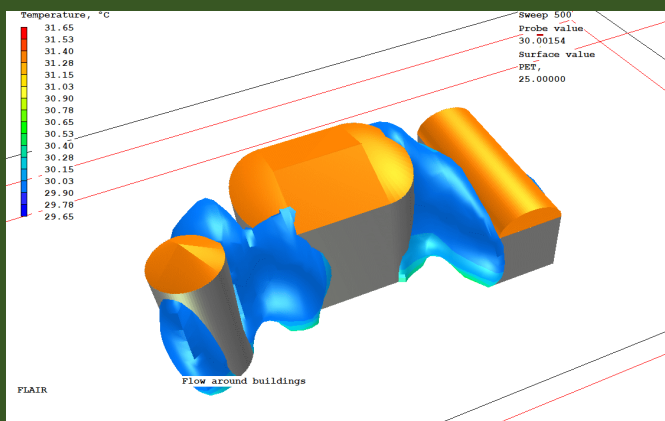 Temperature, °C
31.65
31.53
31.40
31.28
31.15
31.03
30.90
30.78
30.65
30.53
30.40
30.28
30.15
30.03
29.90
29.78
29.65
Sweep 500
Probe value
30.00154
Surface value
PET,
25.00000
Flow around buildings
FLAIR